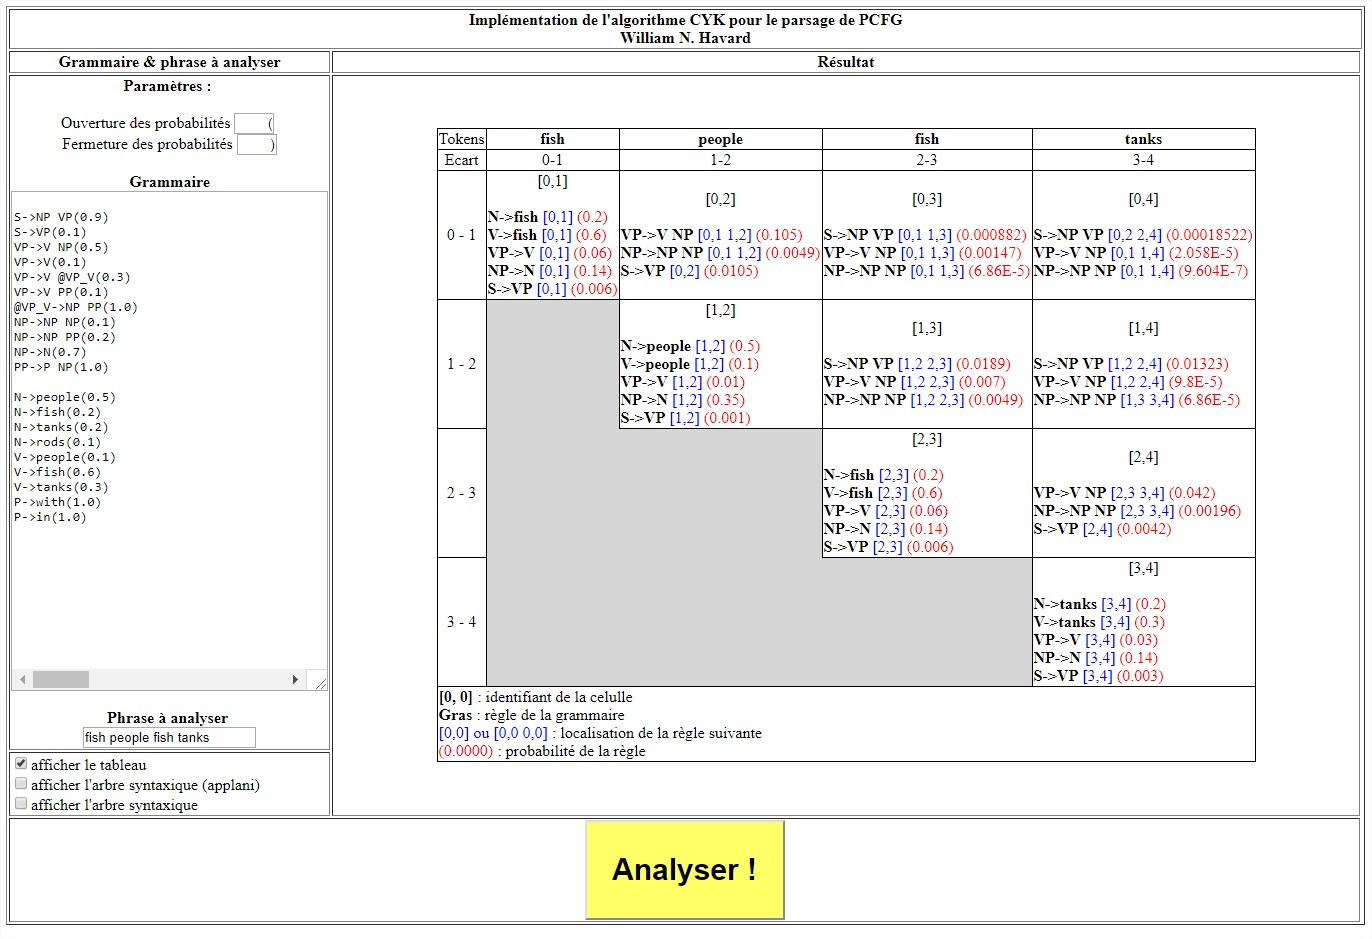 Implémentation de l'algorithme CYK pour le parsage de PCFG
William N. Havard
Grammaire & phrase à analyser
Résultat
Paramètres :
Ouverture des probabilités (
Fermeture des probabilités )
Grammaire
S->NP VP(0.9)
S->VP(0.1)
VP->V NP(0.5)
VP->V(0.1)
VP->V @VP_V(0.3)
VP->V PP(0.1)
@VP_V->NP PP(1.0)
NP->NP NP(0.1)
NP->NP PP(0.2)
NP->N(0.7)
PP->P NP(1.0)
N->people(0.5)
N->fish(0.2)
N->tanks(0.2)
N->rods(0.1)
V->people(0.1)
V->fish(0.6)
V->tanks(0.3)
P->with(1.0)
P->in(1.0)
Phrase à analyser
fish people fish tanks
afficher le tableau
afficher l'arbre syntaxique (applani)
afficher l'arbre syntaxique
Tokens fish people fish tanks
Ecart 0-1 1-2 2-3 3-4
0 - 1
[0,1]
N->fish [0,1] (0.2)
V->fish [0,1] (0.6)
VP->V [0,1] (0.06)
NP->N [0,1] (0.14)
S->VP [0,1] (0.006)
[0,2]
VP->V NP [0,1 1,2] (0.105)
NP->NP NP [0,1 1,2] (0.0049)
S->VP [0,2] (0.0105)
[0,3]
S->NP VP [0,1 1,3] (0.000882)
VP->V NP [0,1 1,3] (0.00147)
NP->NP NP [0,1 1,3] (6.86E-5)
[0,4]
S->NP VP [0,2 2,4] (0.00018522)
VP->V NP [0,1 1,4] (2.058E-5)
NP->NP NP [0,1 1,4] (9.604E-7)
1 - 2
[1,2]
N->people [1,2] (0.5)
V->people [1,2] (0.1)
VP->V [1,2] (0.01)
NP->N [1,2] (0.35)
S->VP [1,2] (0.001)
[1,3]
S->NP VP [1,2 2,3] (0.0189)
VP->V NP [1,2 2,3] (0.007)
NP->NP NP [1,2 2,3] (0.0049)
[1,4]
S->NP VP [1,2 2,4] (0.01323)
VP->V NP [1,2 2,4] (9.8E-5)
NP->NP NP [1,3 3,4] (6.86E-5)
2 - 3
[2,3]
N->fish [2,3] (0.2)
V->fish [2,3] (0.6)
VP->V [2,3] (0.06)
NP->N [2,3] (0.14)
S->VP [2,3] (0.006)
[2,4]
VP->V NP [2,3 3,4] (0.042)
NP->NP NP [2,3 3,4] (0.00196)
S->VP [2,4] (0.0042)
3 - 4
[3,4]
N->tanks [3,4] (0.2)
V->tanks [3,4] (0.3)
VP->V [3,4] (0.03)
NP->N [3,4] (0.14)
S->VP [3,4] (0.003)
[0, 0] : identifiant de la celulle
Gras : règle de la grammaire
[0,0] ou [0,0 0,0] : localisation de la règle suivante
(0.0000) : probabilité de la règle
Analyser !